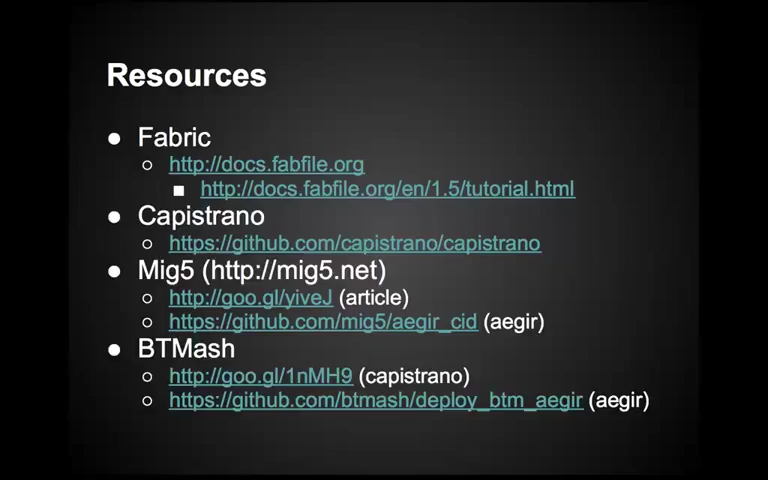 Resources
● Fabric
○ http://docs.fabfile.org
■ http://docs.fabfile.org/en/1.5/tutorial.html
● Capistrano
○ https://github.com/capistrano/capistrano
● Mig5 (http://mig5.net)
○ http://goo.gl/yiveJ (article)
○ https://github.com/mig5/aegir_cid (aegir)
● BTMash
○ http://goo.gl/1nMH9 (capistrano)
○ https://github.com/btmash/deploy_btm_aegir (aegir)